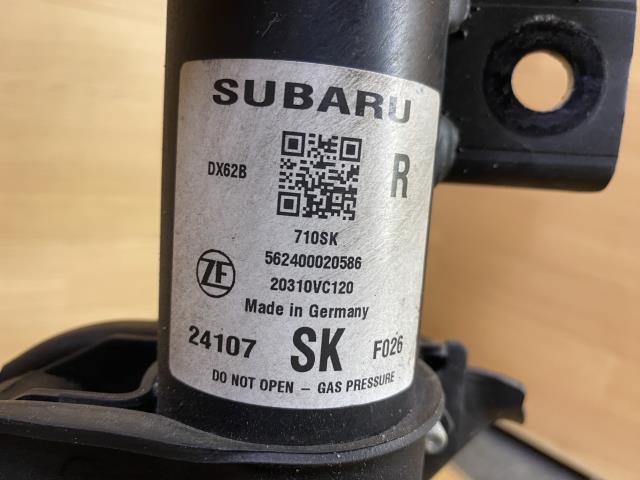 SUBARU
DX62B
R
710SK
562400020586
ZF
20310VC120
Made in Germany
24107 SK F026
DO NOT OPEN – GAS PRESSURE